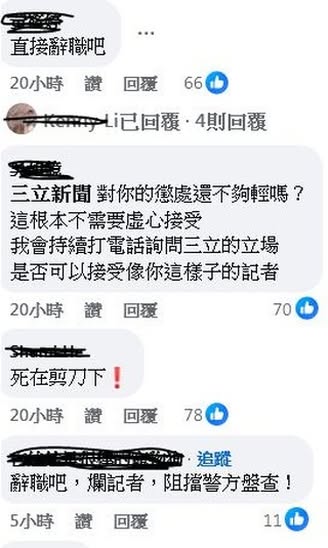 直接辭職吧
...
20小時 讚 回覆 66
已回覆 · 4則回覆
三立新聞 對你的懲處還不夠輕嗎？
這根本不需要虛心接受
我會持續打電話詢問三立的立場
是否可以接受像你這樣子的記者
20小時 讚 回覆 70
死在剪刀下❗
20小時 讚 回覆 78
· 追蹤
辭職吧，爛記者，阻擋警方盤查！
5小時 讚 回覆 11